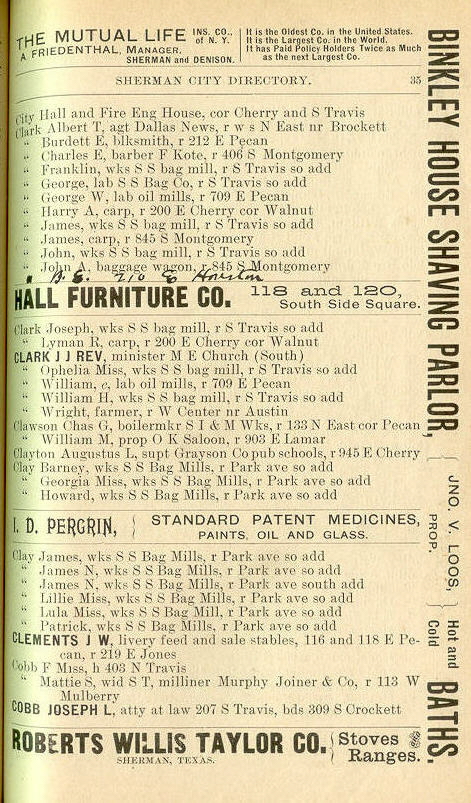 THE MUTUAL LIFE INS. CO. of N. Y.
A. FRIEDENTHAL, MANAGER.
SHERMAN and DENISON.
It is the Oldest Co. in the United States.
It is the Largest Co. in the World.
It has Paid Policy Holders Twice as Much
as the next Largest Co.
SHERMAN CITY DIRECTORY. 35
City Hall and Fire Eng House, cor Cherry and S Travis
Clark Albert T, agt Dallas News, r w s N East nr Brockett
" Burdett E, blksmith, r 212 E Pecan
" Charles E, barber F Kote, r 406 S Montgomery
" Franklin, wks S S bag mill, r S Travis so add
" George, lab S S Bag Co, r S Travis so add
" George W, lab oil mills, r 709 E Pecan
" Harry A, carp, r 200 E Cherry cor Walnut
" James, wks S S bag mill, r S Travis so add
" James, carp, r 845 S Montgomery
" John, wks S S bag mill, r S Travis so add
" John A, baggage wagon, r 845 S Montgomery
" B. E. 210 E Houston
HALL FURNITURE CO. 118 and 120, South Side Square.
Clark Joseph, wks S S bag mill, r S Travis so add
" Lyman R, carp, r 200 E Cherry cor Walnut
CLARK J J REV, minister M E Church (South)
" Ophelia Miss, wks S S bag mill, r S Travis so add
" William, c, lab oil mills, r 709 E Pecan
" William H, wks S S bag mill, r S Travis so add
" Wright, farmer, r W Center nr Austin
Clawson Chas G, boilermkr S I & M Wks, r 133 N East cor Pecan
" William M, prop O K Saloon, r 903 E Lamar
Clayton Augustus L, supt Grayson Co pub schools, r 945 E Cherry
Clay Barney, wks S S Bag Mills, r Park ave so add
" Georgia Miss, wks S S Bag Mills, r Park ave so add
" Howard, wks S S Bag Mills, r Park ave so add
I. D. PERGRIN, { STANDARD PATENT MEDICINES,
PAINTS, OIL AND GLASS.
Clay James, wks S S Bag Mills, r Park ave so add
" James N, wks S S Bag Mills, r Park ave so add
" James N, wks S S Bag Mills, r Park ave south add
" Lillie Miss, wks S S Bag Mills, r Park ave so add
" Lula Miss, wks S S Bag Mill, r Park ave so add
" Patrick, wks S S Bag Mills, r Park ave so add
CLEMENTS J W, livery feed and sale stables, 116 and 118 E Pe-
can, r 219 E Jones
Cobb F Miss, h 403 N Travis
" Mattie S, wid S T, milliner Murphy Joiner & Co, r 113 W
Mulberry
COBB JOSEPH L, atty at law 207 S Travis, bds 309 S Crockett
ROBERTS WILLIS TAYLOR CO. { Stoves & Ranges.
SHERMAN, TEXAS.
BINKLEY HOUSE SHAVING PARLOR, { JNO. V. LOOS, PROP. } Hot and Cold BATHS.